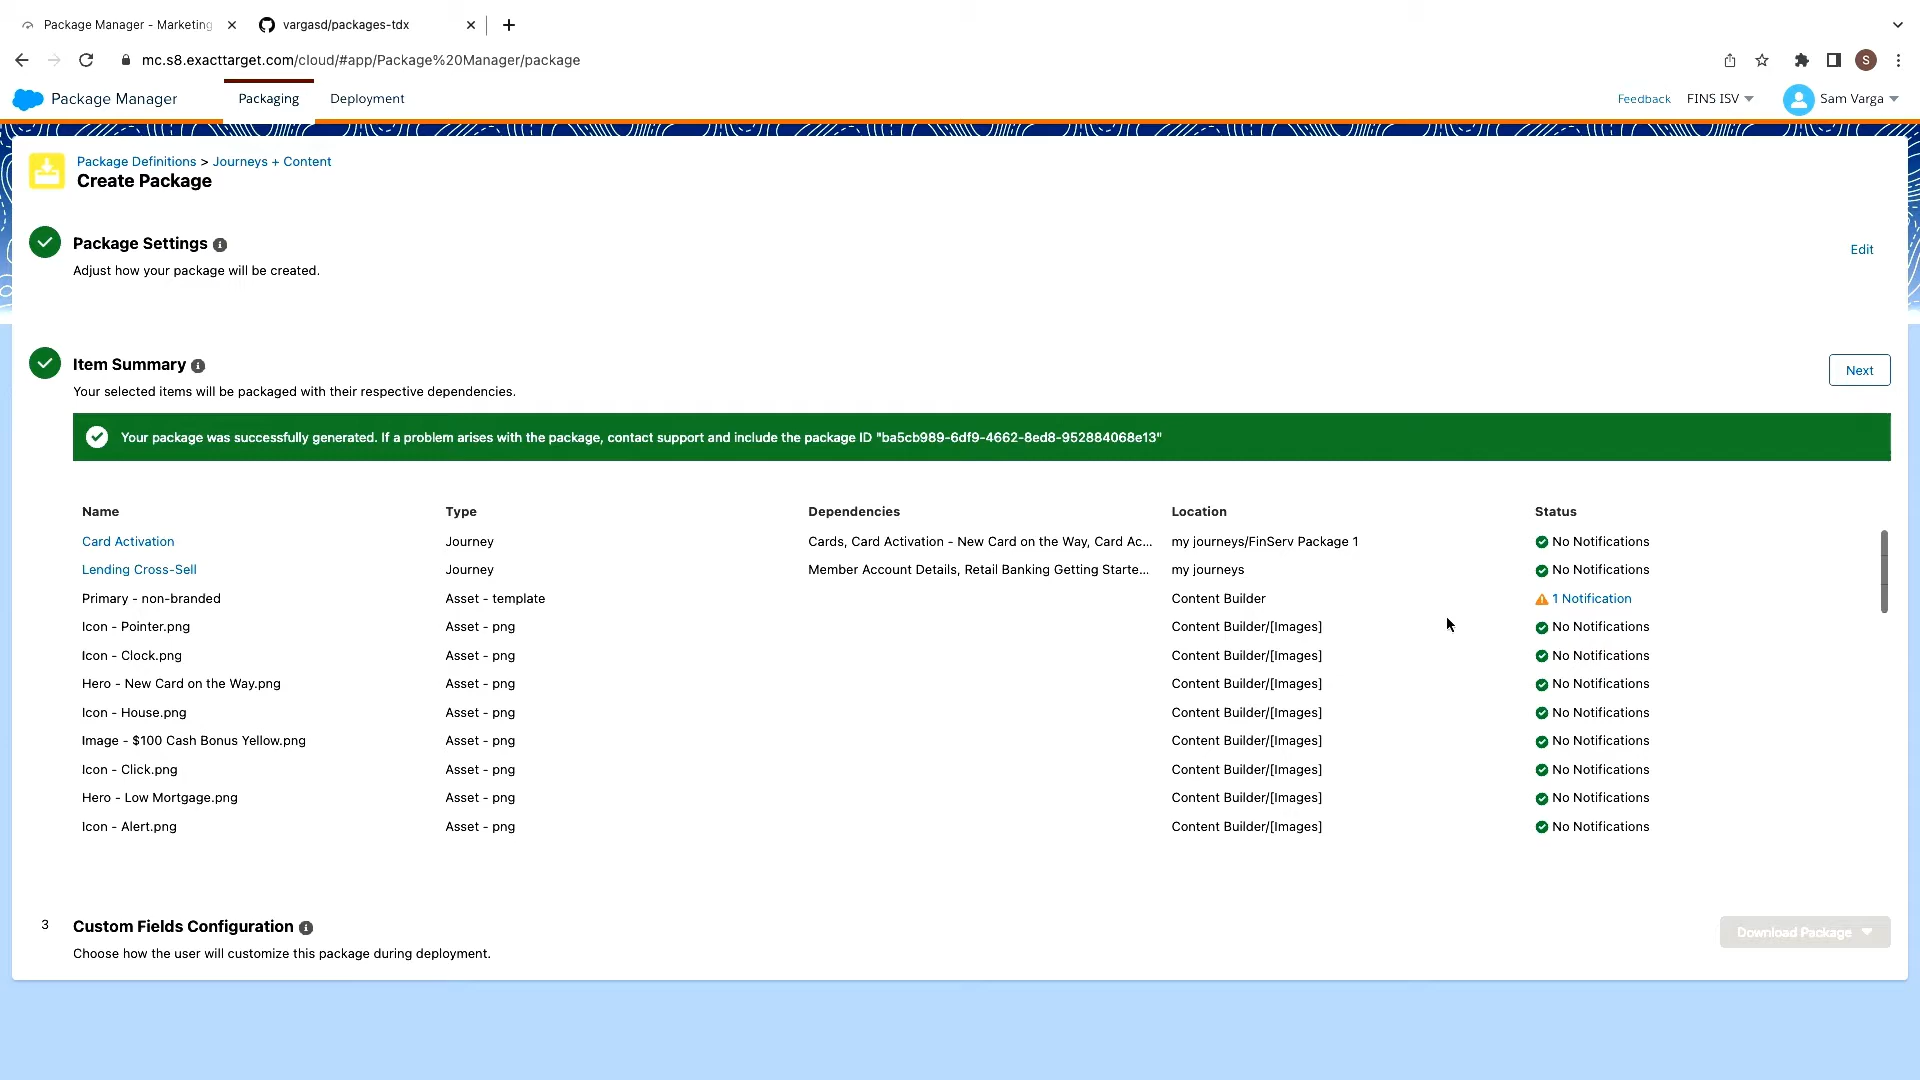 Package Manager - Marketing
vargasd/packages-tdx
mc.s8.exacttarget.com/cloud/#app/Package%20Manager/package
S
Package Manager
Packaging
Deployment
Feedback
FINS ISV
Sam Varga
Package Definitions > Journeys + Content
Create Package
Package Settings
Adjust how your package will be created.
Edit
Item Summary
Your selected items will be packaged with their respective dependencies.
Next
Your package was successfully generated. If a problem arises with the package, contact support and include the package ID "ba5cb989-6df9-4662-8ed8-952884068e13"
Name Type Dependencies Location Status
Card Activation Journey Cards, Card Activation - New Card on the Way, Card Ac... my journeys/FinServ Package 1 No Notifications
Lending Cross-Sell Journey Member Account Details, Retail Banking Getting Starte... my journeys No Notifications
Primary - non-branded Asset - template Content Builder 1 Notification
Icon - Pointer.png Asset - png Content Builder/[Images] No Notifications
Icon - Clock.png Asset - png Content Builder/[Images] No Notifications
Hero - New Card on the Way.png Asset - png Content Builder/[Images] No Notifications
Icon - House.png Asset - png Content Builder/[Images] No Notifications
Image - $100 Cash Bonus Yellow.png Asset - png Content Builder/[Images] No Notifications
Icon - Click.png Asset - png Content Builder/[Images] No Notifications
Hero - Low Mortgage.png Asset - png Content Builder/[Images] No Notifications
Icon - Alert.png Asset - png Content Builder/[Images] No Notifications
3 Custom Fields Configuration
Choose how the user will customize this package during deployment.
Download Package